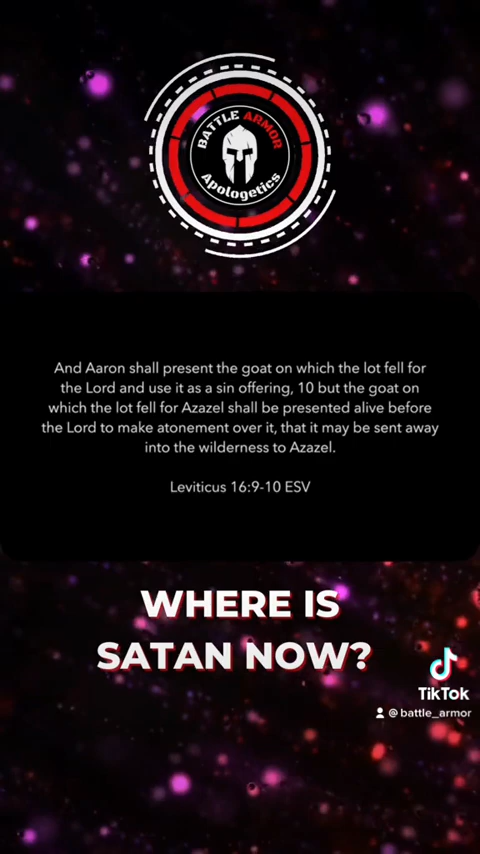 BATTLE ARMOR
Apologetics
And Aaron shall present the goat on which the lot fell for
the Lord and use it as a sin offering, 10 but the goat on
which the lot fell for Azazel shall be presented alive before
the Lord to make atonement over it, that it may be sent away
into the wilderness to Azazel.
Leviticus 16:9-10 ESV
WHERE IS
SATAN NOW?
TikTok
@battle_armor